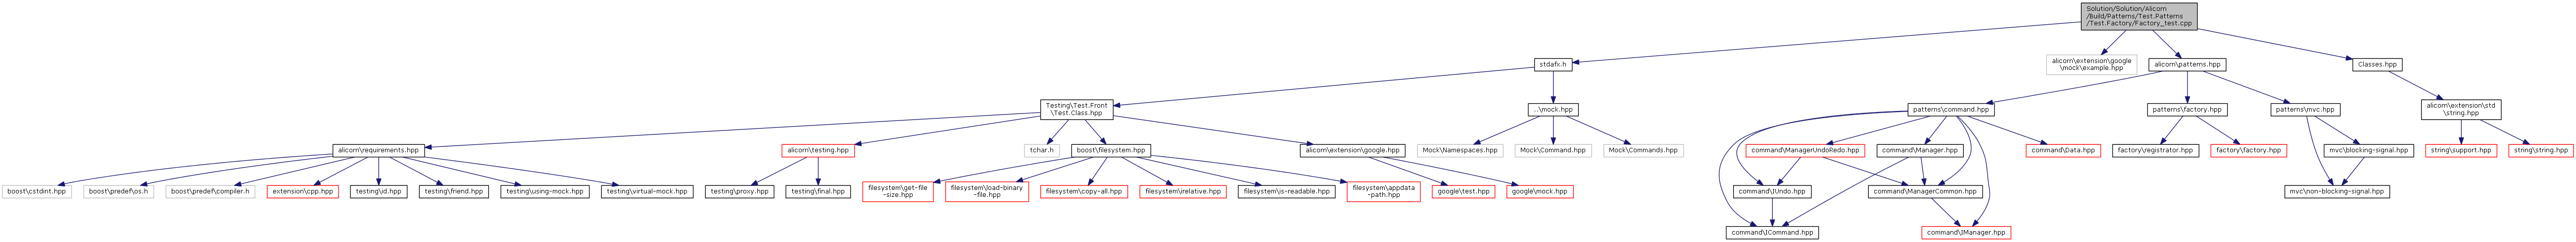 Solution/Solution/Alicorn
/Build/Patterns/Test.Patterns
/Test.Factory/Factory_test.cpp
stdafx.h
alicorn\extension\google
\mock\example.hpp
alicorn\patterns.hpp
Classes.hpp
Testing\Test.Front
\Test.Class.hpp
..\mock.hpp
patterns\command.hpp
patterns\factory.hpp
patterns\mvc.hpp
alicorn\extension\std
\string.hpp
alicorn\requirements.hpp
alicorn\testing.hpp
tchar.h
boost\filesystem.hpp
alicorn\extension\google.hpp
Mock\Namespaces.hpp
Mock\Command.hpp
Mock\Commands.hpp
command\ManagerUndoRedo.hpp
command\Manager.hpp
command\Data.hpp
factory\registrator.hpp
factory\factory.hpp
mvc\blocking-signal.hpp
string\support.hpp
string\string.hpp
boost\cstdint.hpp
boost\predef\os.h
boost\predef\compiler.h
extension\cpp.hpp
testing\d.hpp
testing\friend.hpp
testing\using-mock.hpp
testing\virtual-mock.hpp
testing\proxy.hpp
testing\final.hpp
filesystem\get-file
-size.hpp
filesystem\load-binary
-file.hpp
filesystem\copy-all.hpp
filesystem\relative.hpp
filesystem\is-readable.hpp
filesystem\appdata
-path.hpp
google\test.hpp
google\mock.hpp
command\IUndo.hpp
command\ManagerCommon.hpp
mvc\non-blocking-signal.hpp
command\ICommand.hpp
command\IManager.hpp